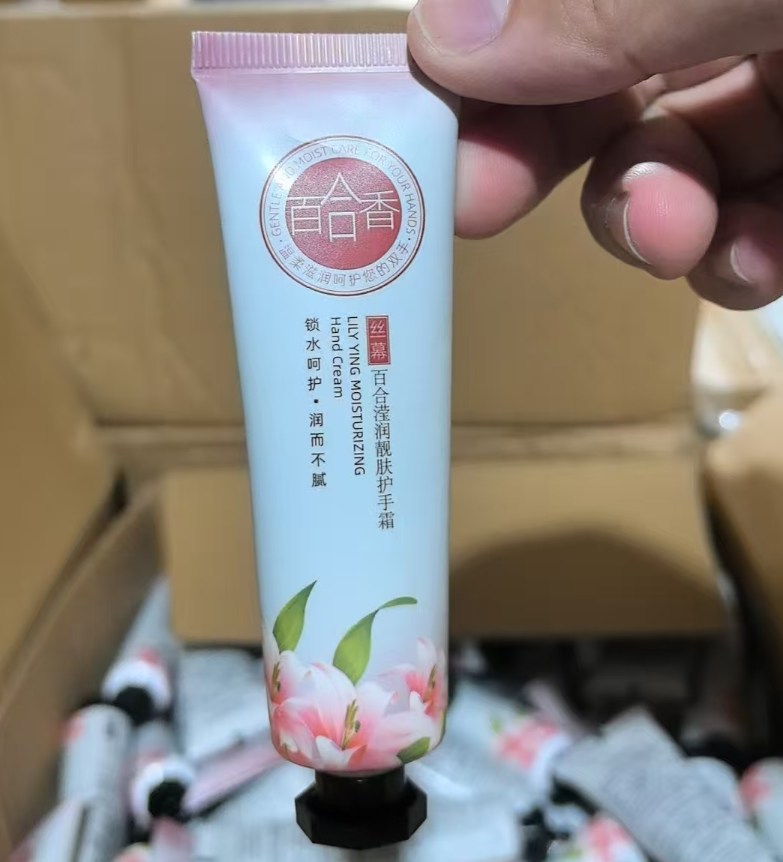 GENTLE AND MOIST CARE FOR YOUR HANDS
百合香
温柔滋润呵护您的双手
丝慕
百合滢润靓肤护手霜
LILY YING MOISTURIZING
Hand Cream
锁水呵护·润而不腻